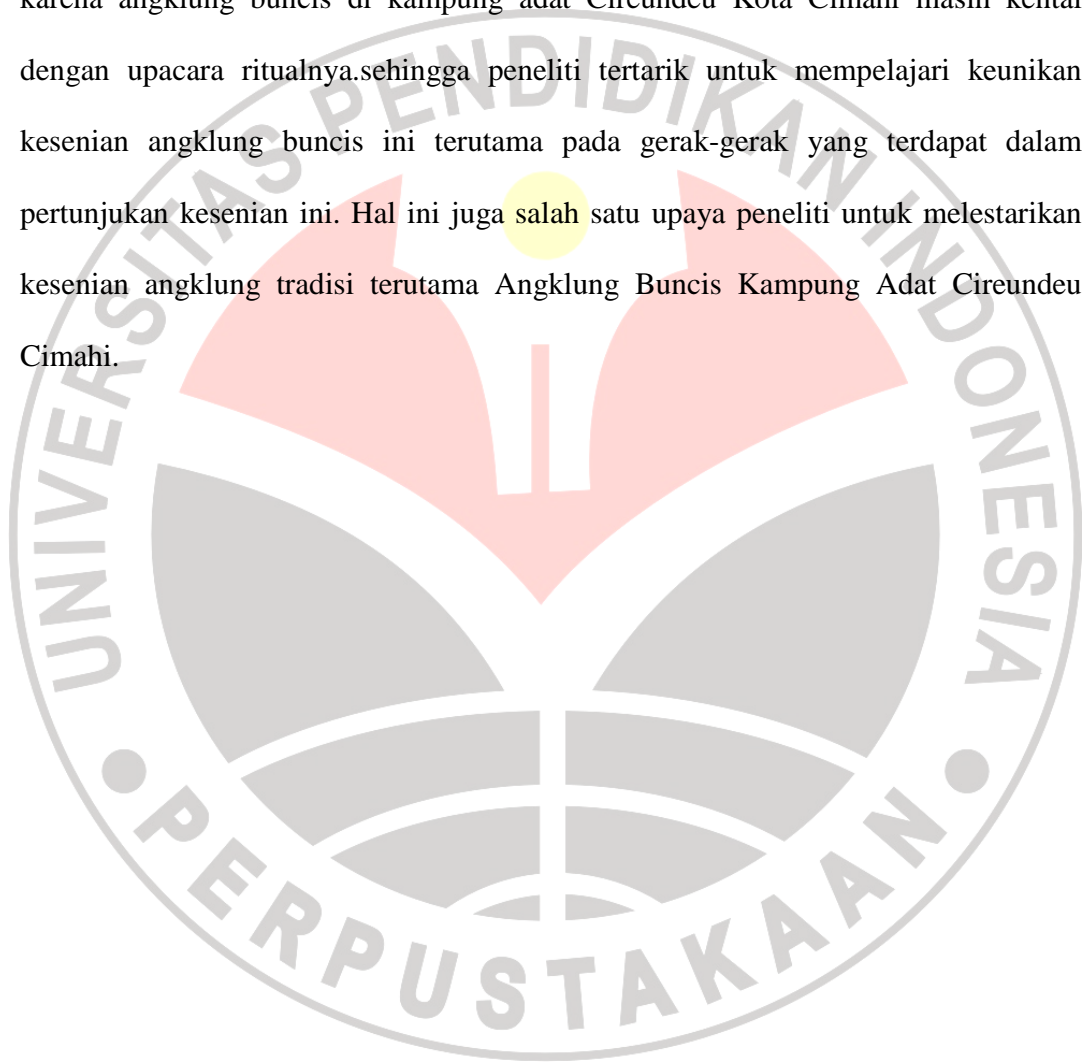 karena angklung buncis di kampung adat Cireundeu Kota Cimahi masih kental
dengan upacara ritualnya.sehingga peneliti tertarik untuk mempelajari keunikan
kesenian angklung buncis ini terutama pada gerak-gerak yang terdapat dalam
pertunjukan kesenian ini. Hal ini juga salah satu upaya peneliti untuk melestarikan
kesenian angklung tradisi terutama Angklung Buncis Kampung Adat Cireundeu
Cimahi.
UNIVERSITAS PENDIDIKAN INDONESIA
PERPUSTAKAAN